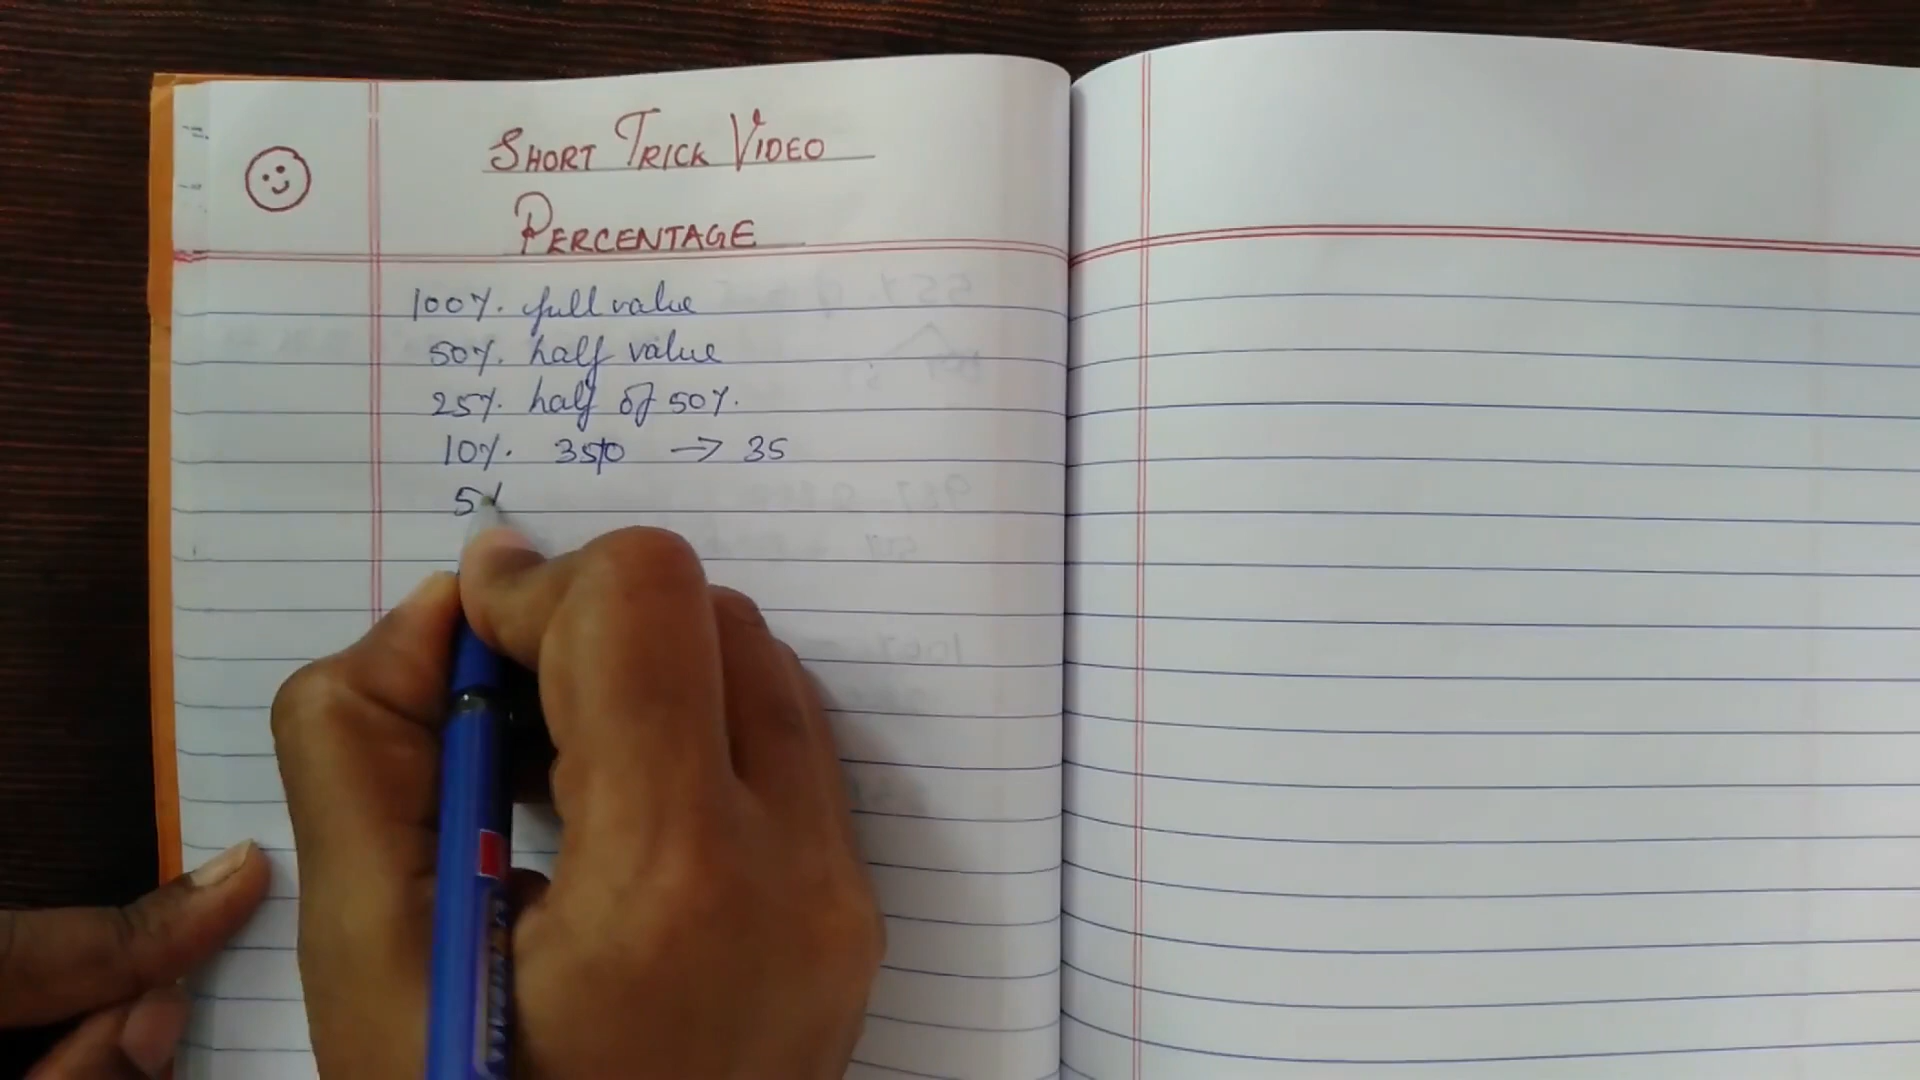 SHORT TRICK VIDEO
PERCENTAGE
100%. full value
50%. half value
25%. half of 50%.
10%. 350 → 35
5%